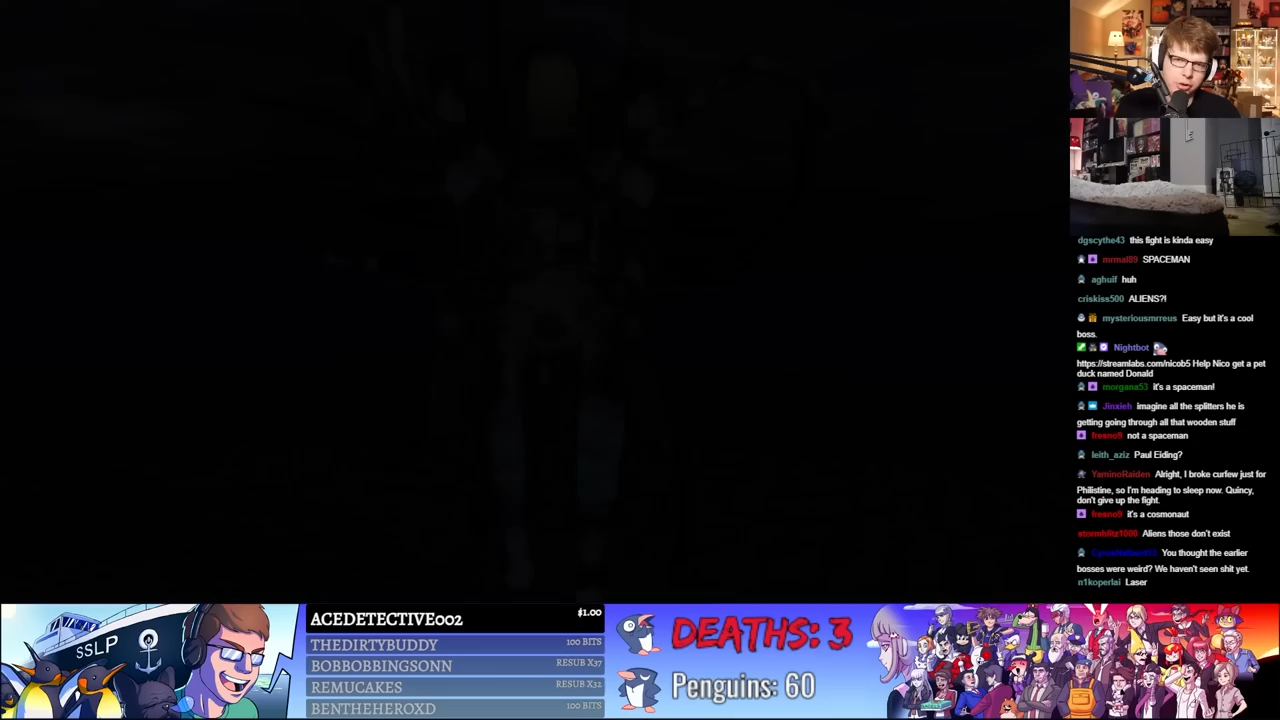 dgscythe43 this fight is kinda easy
mrmal89 SPACEMAN
aghuif huh
criskiss500 ALIENS?!
mysteriousmrreus Easy but it's a cool
boss.
Nightbot
https://streamlabs.com/nicob5 Help Nico get a pet
duck named Donald
morgana53 it's a spaceman!
Jinxieh imagine all the splitters he is
getting going through all that wooden stuff
fresno9 not a spaceman
leith_aziz Paul Eiding?
YaminoRaiden Alright, I broke curfew just for
Philistine, so I'm heading to sleep now. Quincy,
don't give up the fight.
fresno9 it's a cosmonaut
stormblitz1000 Aliens those don't exist
You thought the earlier
bosses were weird? We haven't seen shit yet.
n1koperlai Laser
SSLP
ACEDETECTIVE002 $1.00
THEDIRTYBUDDY 100 BITS
BOBBOBBINGSONN RESUB X37
REMUCAKES RESUB X32
BENTHEHEROXD 100 BITS
DEATHS: 3
Penguins: 60